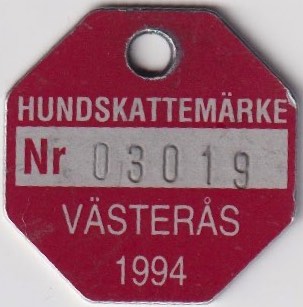 HUNDSKATTEMÄRKE
Nr 03019
VÄSTERÅS
1994